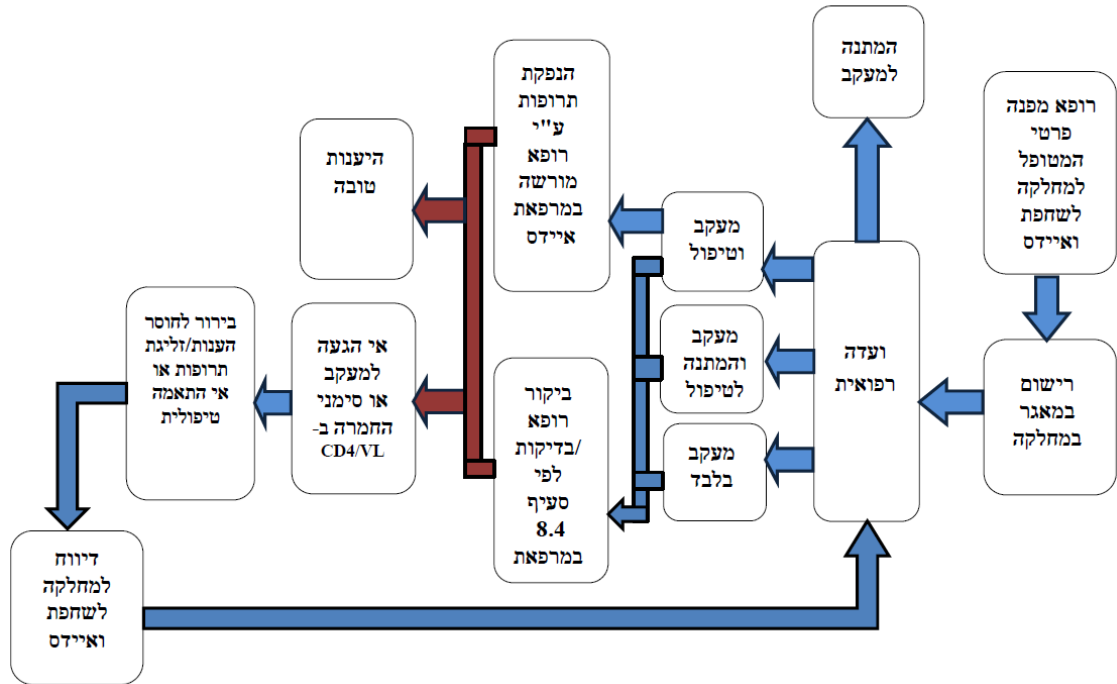 רופא מפנה
פרטי
המטופל
למחלקה
לשחפת
ואיידס
רישום
במאגר
במחלקה
ועדה
רפואית
המתנה
למעקב
מעקב
וטיפול
מעקב
והמתנה
לטיפול
מעקב
בלבד
הנפקת
תרופות
ע"י
רופא
מורשה
במרפאת
איידס
ביקור
רופא
/בדיקות
לפי
סעיף
8.4
במרפאת
היענות
טובה
אי הגעה
למעקב
או סימני
החמרה ב-
CD4/VL
בירור לחוסר
הענות/זליגת
תרופות או
אי התאמה
טיפולית
דיווח
למחלקה
לשחפת
ואיידס